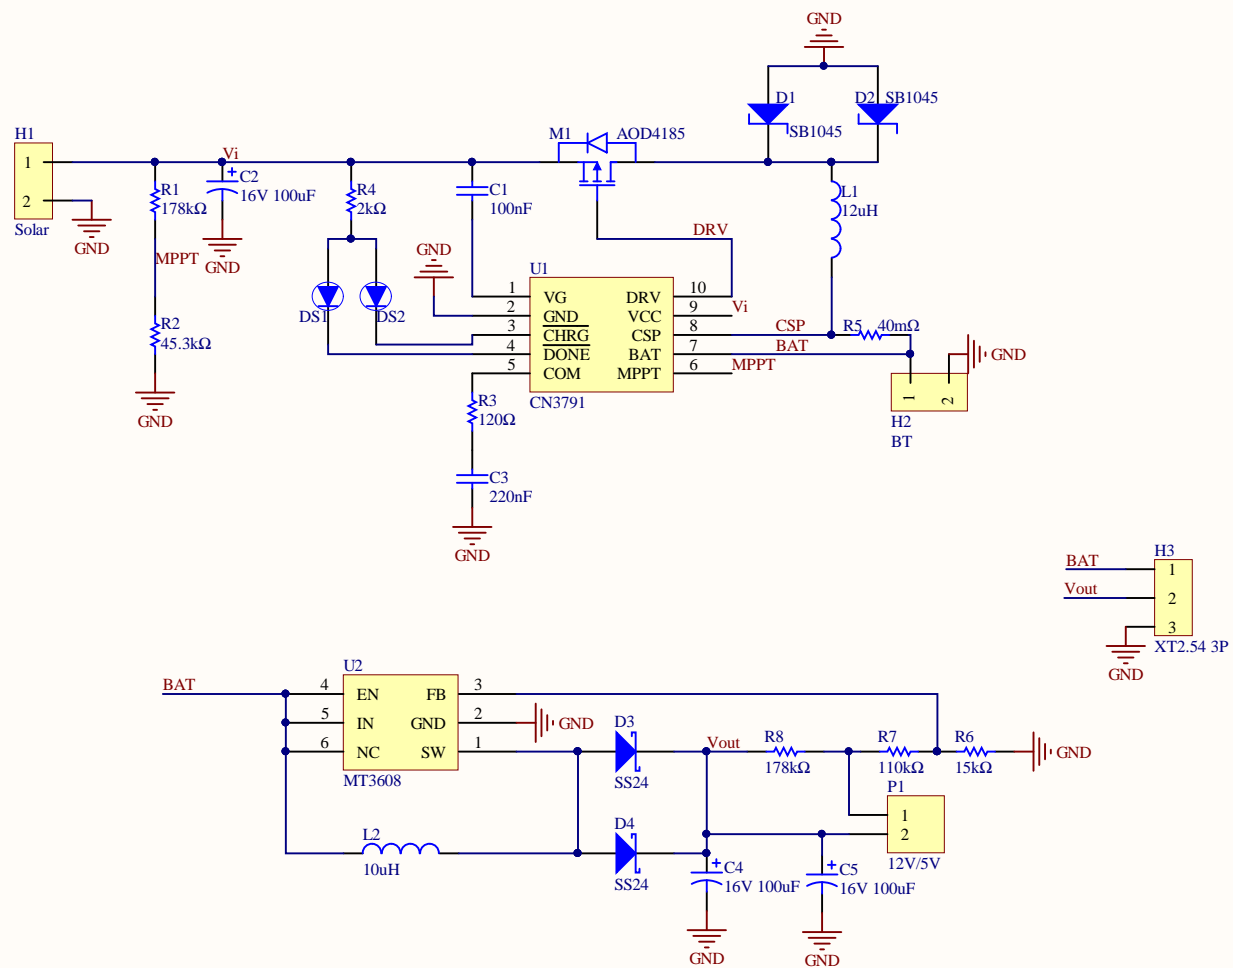 GND
D1
SB1045
D2
SB1045
H1
1
2
Solar
GND
Vi
R1
178kΩ
C2
16V 100uF
GND
MPPT
R2
45.3kΩ
GND
R4
2kΩ
DS1
DS2
C1
100nF
M1
AOD4185
DRV
L1
12uH
GND
U1
1
VG
2
GND
3
CHRG
4
DONE
5
COM
DRV
10
VCC
9
Vi
CSP
8
CSP
BAT
7
BAT
MPPT
6
MPPT
CN3791
R5
40mΩ
GND
1
2
H2
BT
R3
120Ω
C3
220nF
GND
H3
BAT
1
Vout
2
3
GND
XT2.54 3P
U2
BAT
4
EN
5
IN
6
NC
FB
3
GND
2
GND
SW
1
MT3608
L2
10uH
D3
SS24
D4
SS24
Vout
R8
178kΩ
R7
110kΩ
R6
15kΩ
GND
P1
1
2
12V/5V
C4
16V 100uF
GND
C5
16V 100uF
GND